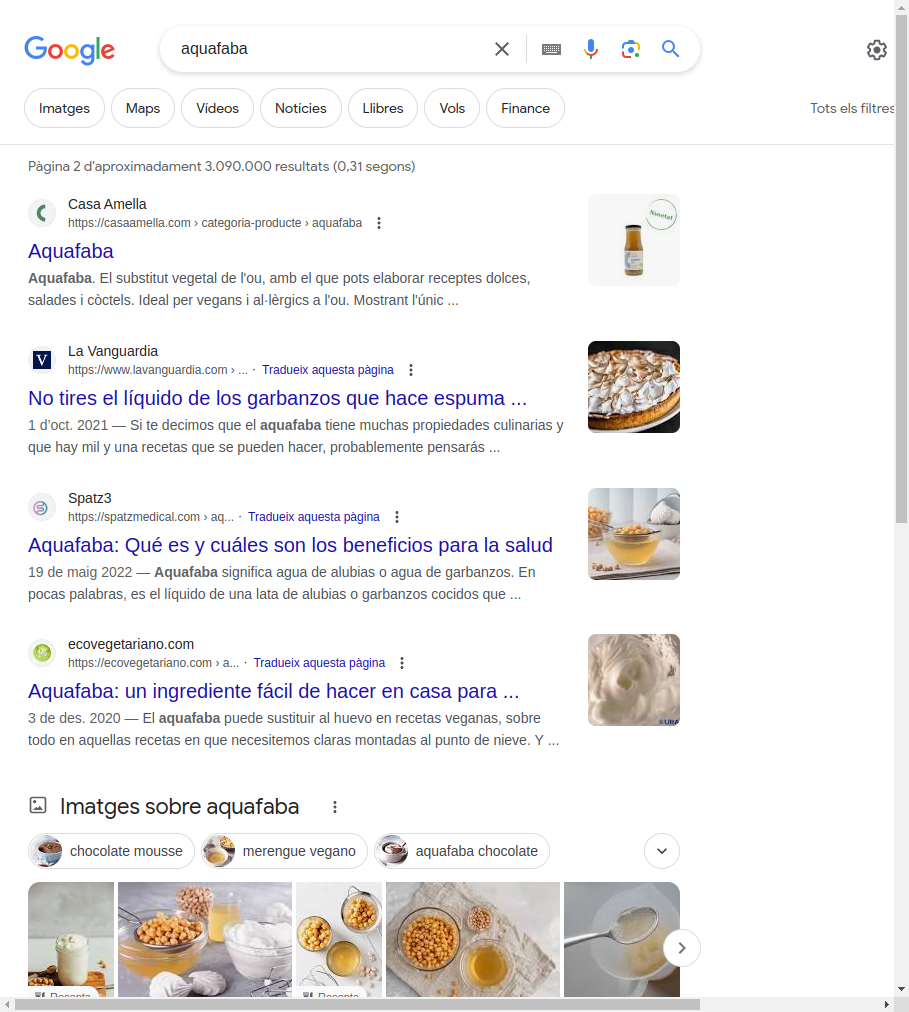 Google
aquafaba
Imatges
Maps
Vídeos
Notícies
Llibres
Vols
Finance
Tots els filtres
Pàgina 2 d'aproximadament 3.090.000 resultats (0,31 segons)
Casa Amella
https://casaamella.com › categoria-producte › aquafaba
Aquafaba
Aquafaba. El substitut vegetal de l'ou, amb el que pots elaborar receptes dolces,
salades i còctels. Ideal per vegans i al·lèrgics a l'ou. Mostrant l'únic ...
Novetat
V
La Vanguardia
https://www.lavanguardia.com › ... · Tradueix aquesta pàgina
No tires el líquido de los garbanzos que hace espuma ...
1 d'oct. 2021 — Si te decimos que el aquafaba tiene muchas propiedades culinarias y
que hay mil y una recetas que se pueden hacer, probablemente pensarás ...
Spatz3
https://spatzmedical.com › aq... · Tradueix aquesta pàgina
Aquafaba: Qué es y cuáles son los beneficios para la salud
19 de maig 2022 — Aquafaba significa agua de alubias o agua de garbanzos. En
pocas palabras, es el líquido de una lata de alubias o garbanzos cocidos que ...
ecovegetariano.com
https://ecovegetariano.com › a... · Tradueix aquesta pàgina
Aquafaba: un ingrediente fácil de hacer en casa para ...
3 de des. 2020 — El aquafaba puede sustituir al huevo en recetas veganas, sobre
todo en aquellas recetas en que necesitemos claras montadas al punto de nieve. Y ...
Imatges sobre aquafaba
chocolate mousse
merengue vegano
aquafaba chocolate
Recepta
Recepta